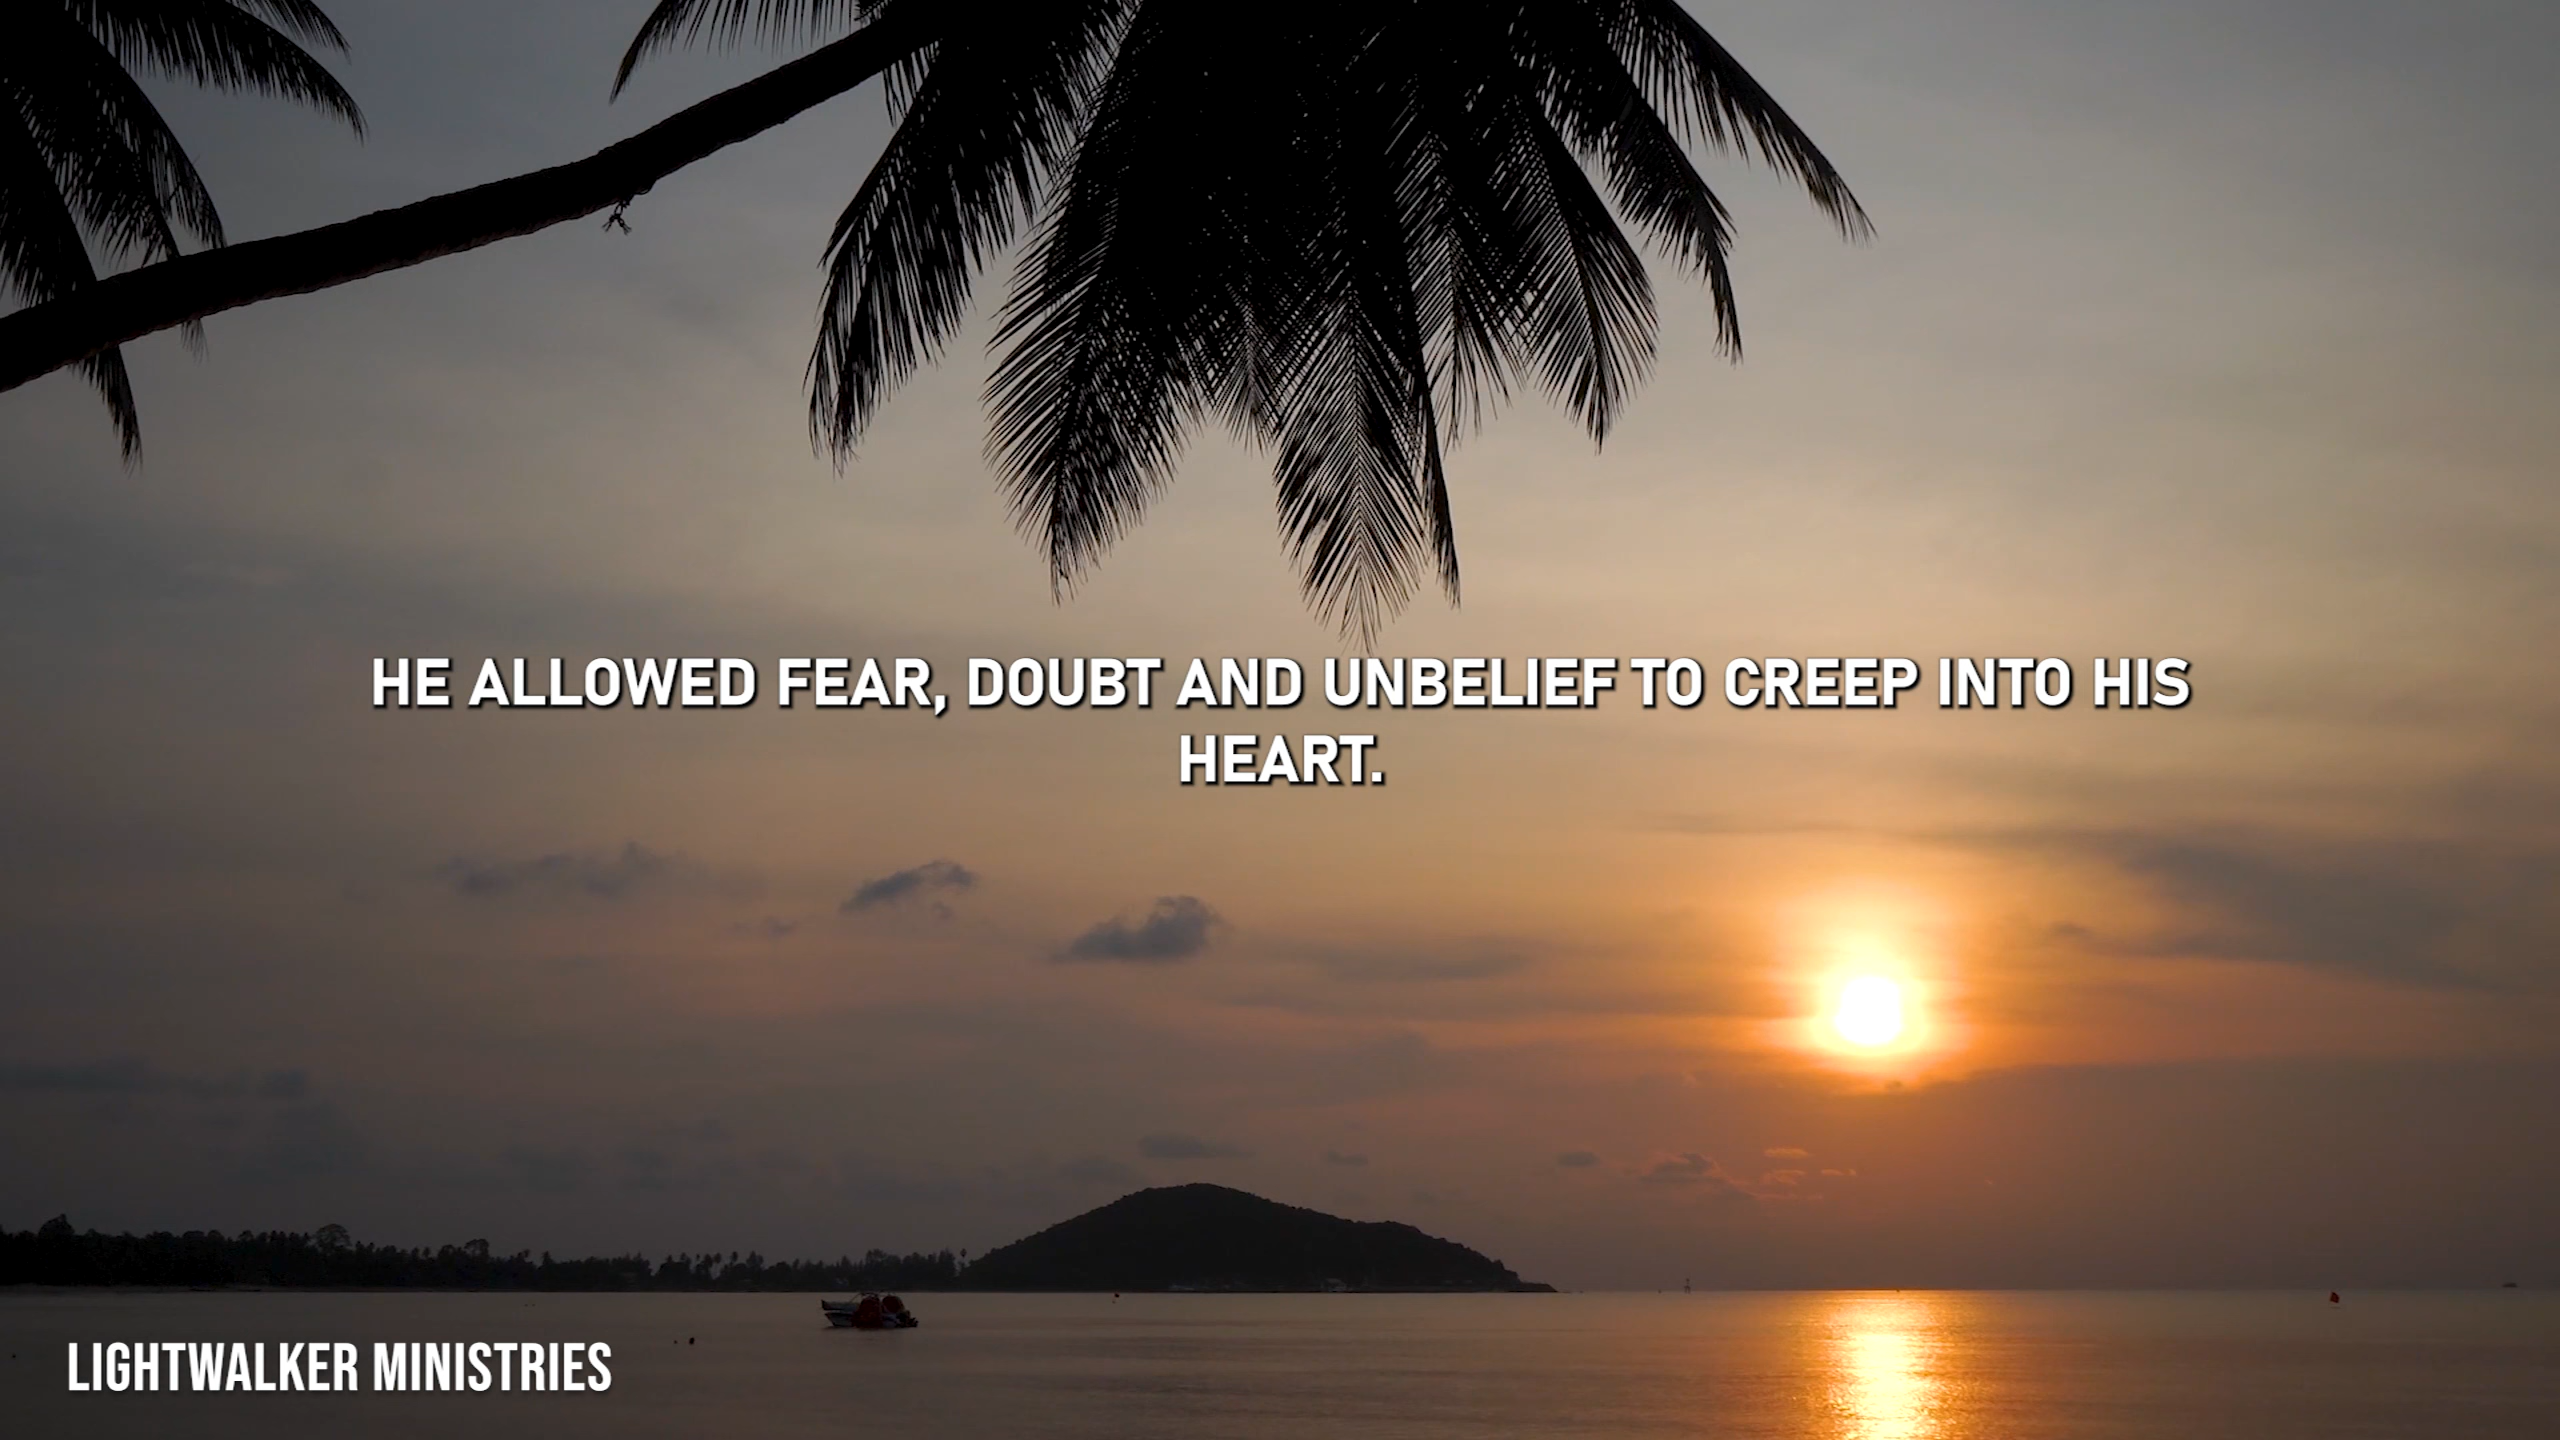 HE ALLOWED FEAR, DOUBT AND UNBELIEF TO CREEP INTO HIS
HEART.
LIGHTWALKER MINISTRIES